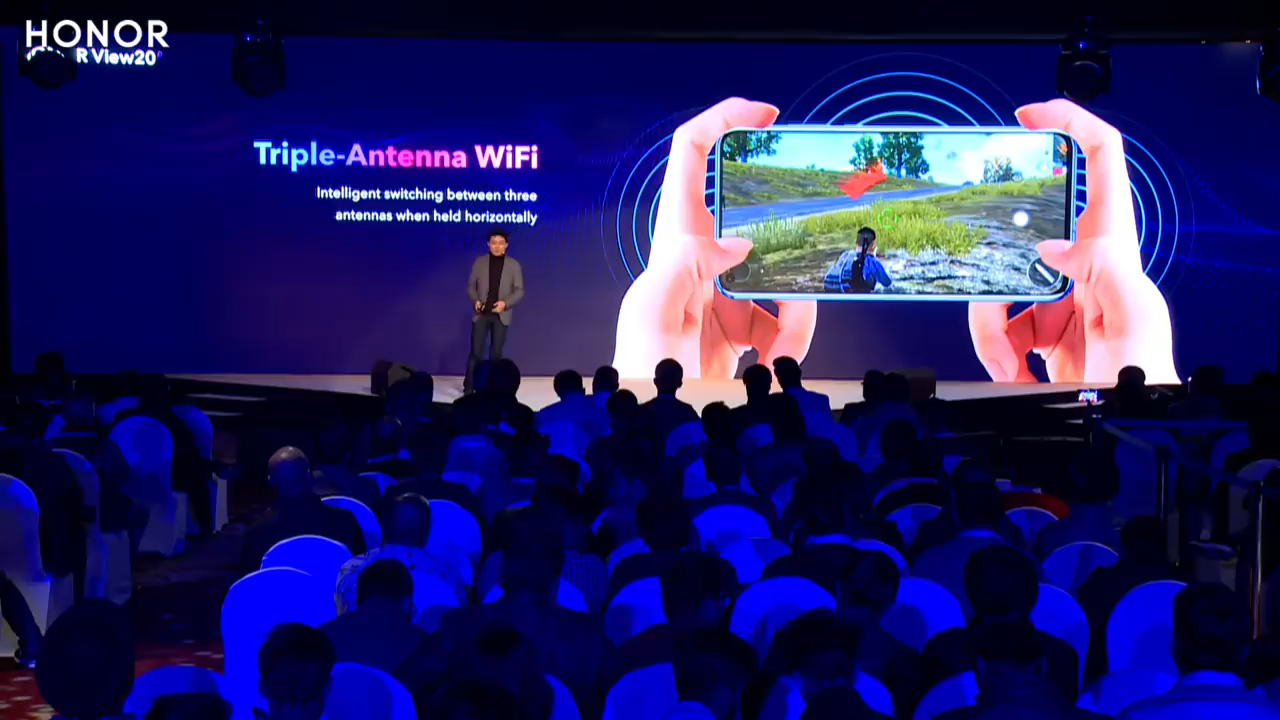 HONOR
R View20
Triple-Antenna WiFi
Intelligent switching between three
antennas when held horizontally